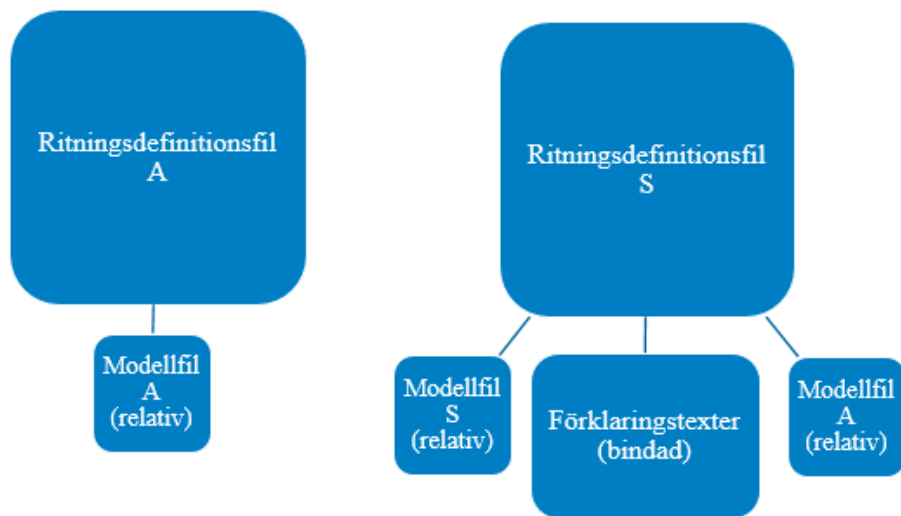 Ritningsdefinitionsfil
A
Modellfil
A
(relativ)
Ritningsdefinitionsfil
S
Modellfil
S
(relativ)
Förklaringstexter
(bindad)
Modellfil
A
(relativ)